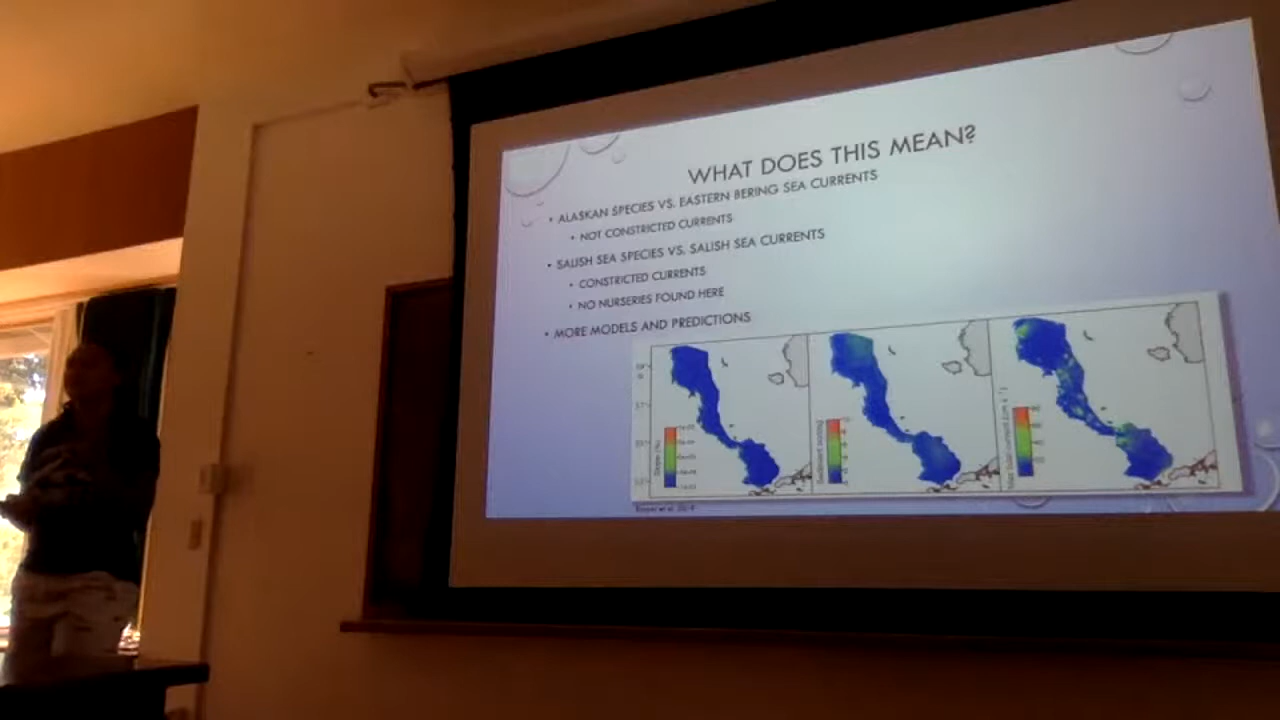 WHAT DOES THIS MEAN?
• ALASKAN SPECIES VS. EASTERN BERING SEA CURRENTS
• NOT CONSTRICTED CURRENTS
• SALISH SEA SPECIES VS. SALISH SEA CURRENTS
• CONSTRICTED CURRENTS
• NO NURSERIES FOUND HERE
• MORE MODELS AND PREDICTIONS